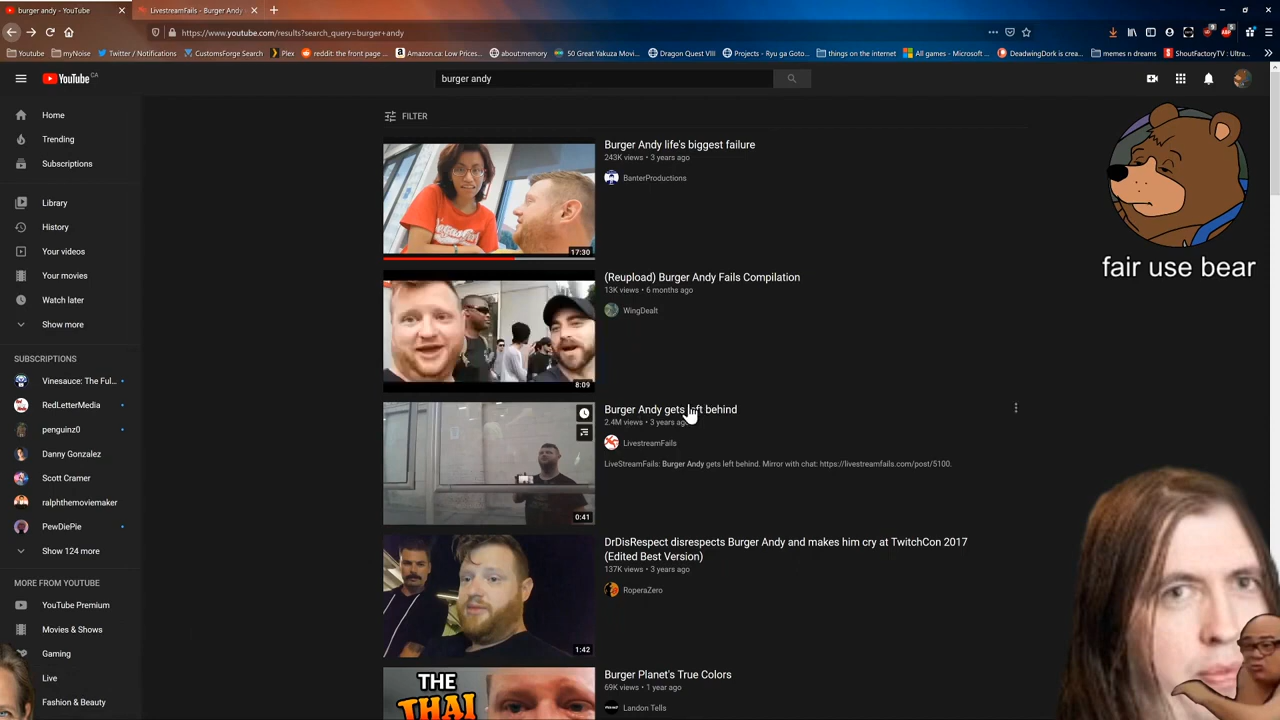 burger andy - YouTube
LivestreamFails - Burger Andy
https://www.youtube.com/results?search_query=burger+andy
Youtube
myNoise
Twitter / Notifications
CustomsForge Search
Plex
reddit: the front page ...
Amazon.ca: Low Prices...
about:memory
50 Great Yakuza Movi...
Dragon Quest VIII
Projects - Ryu ga Goto...
things on the internet
All games - Microsoft ...
DeadwingDork is crea...
memes n dreams
ShoutFactoryTV : Ultra...
YouTube CA
burger andy
Home
Trending
Subscriptions
Library
History
Your videos
Your movies
Watch later
Show more
SUBSCRIPTIONS
Vinesauce: The Ful...
RedLetterMedia
penguinz0
Danny Gonzalez
Scott Cramer
ralphthemoviemaker
PewDiePie
Show 124 more
MORE FROM YOUTUBE
YouTube Premium
Movies & Shows
Gaming
Live
Fashion & Beauty
FILTER
Burger Andy life's biggest failure
243K views • 3 years ago
BanterProductions
17:30
(Reupload) Burger Andy Fails Compilation
13K views • 6 months ago
WingDealt
8:09
Burger Andy gets left behind
2.4M views • 3 years ago
LivestreamFails
LiveStreamFails: Burger Andy gets left behind. Mirror with chat: https://livestreamfails.com/post/5100.
0:41
DrDisRespect disrespects Burger Andy and makes him cry at TwitchCon 2017
(Edited Best Version)
137K views • 3 years ago
RoperaZero
1:42
Burger Planet's True Colors
69K views • 1 year ago
Landon Tells
THE
THAI
fair use bear